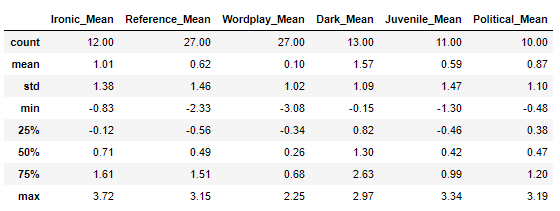 Ironic_Mean Reference_Mean Wordplay_Mean Dark_Mean Juvenile_Mean Political_Mean
count 12.00 27.00 27.00 13.00 11.00 10.00
mean 1.01 0.62 0.10 1.57 0.59 0.87
std 1.38 1.46 1.02 1.09 1.47 1.10
min -0.83 -2.33 -3.08 -0.15 -1.30 -0.48
25% -0.12 -0.56 -0.34 0.82 -0.46 0.38
50% 0.71 0.49 0.26 1.30 0.42 0.47
75% 1.61 1.51 0.68 2.63 0.99 1.20
max 3.72 3.15 2.25 2.97 3.34 3.19